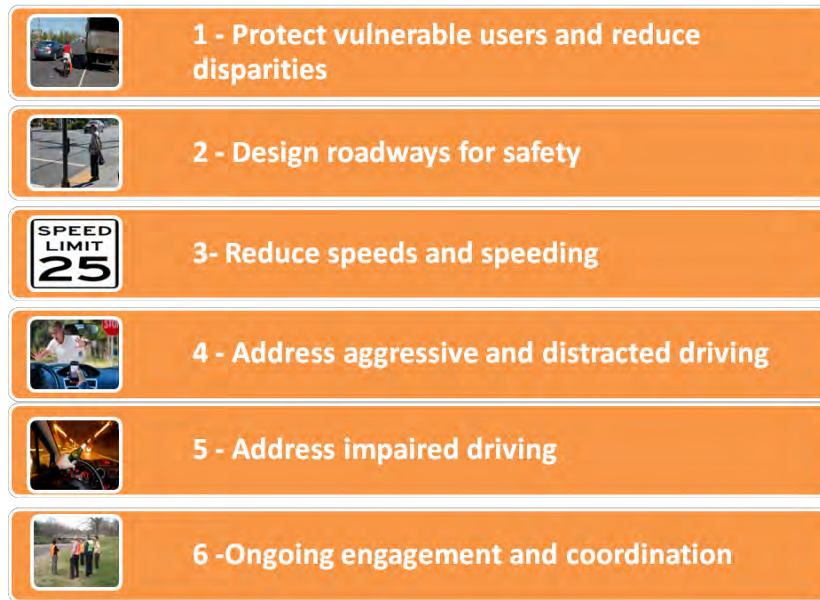 1 - Protect vulnerable users and reduce
disparities
2 - Design roadways for safety
SPEED
LIMIT
25
3- Reduce speeds and speeding
STOP
4 - Address aggressive and distracted driving
5 - Address impaired driving
6 -Ongoing engagement and coordination